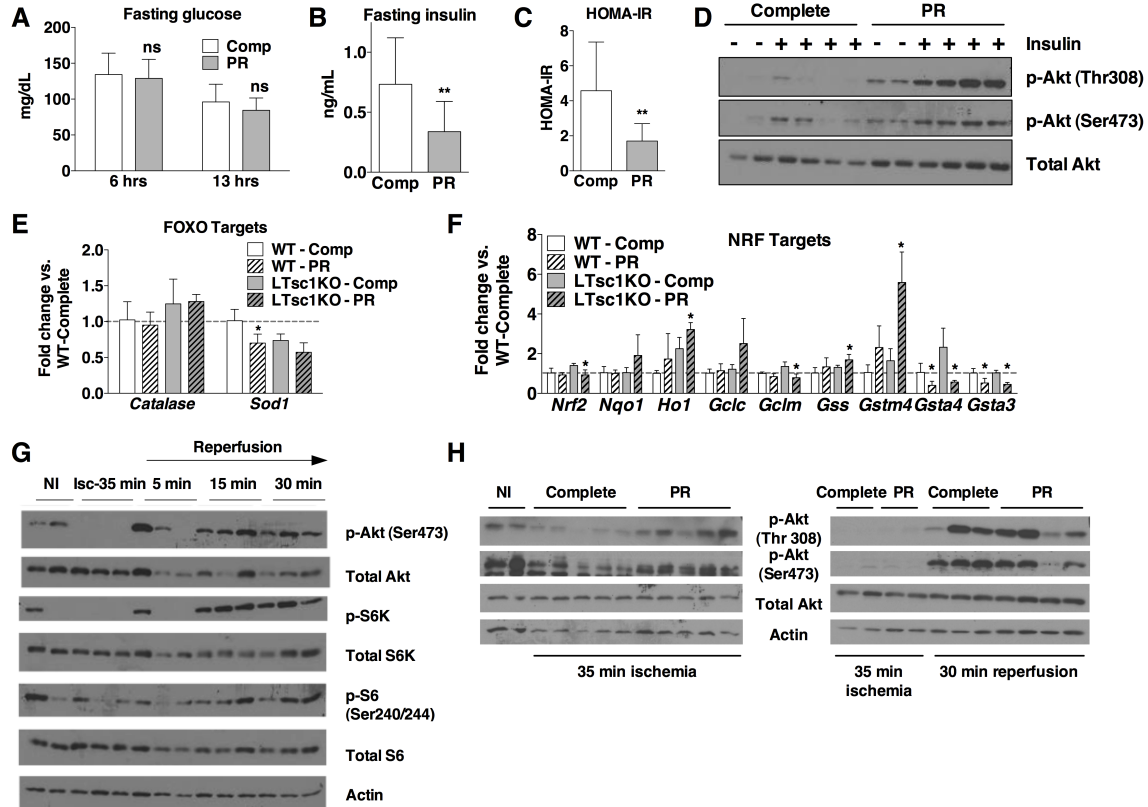 A
Fasting glucose
200
150
100
50
0
mg/dL
ns
ns
Comp
PR
6 hrs
13 hrs
B
Fasting insulin
1.0
0.5
0.0
ng/mL
**
Comp
PR
C
HOMA-IR
8
6
4
2
0
HOMA-IR
**
Comp
PR
D
Complete
PR
- - + + + + - - + + + +
Insulin
p-Akt (Thr308)
p-Akt (Ser473)
Total Akt
E
FOXO Targets
2.0
1.5
1.0
0.5
0.0
Fold change vs.
WT-Complete
WT - Comp
WT - PR
LTsc1KO - Comp
LTsc1KO - PR
*
Catalase
Sod1
F
NRF Targets
8
6
4
2
0
Fold change vs.
WT-Complete
WT - Comp
WT - PR
LTsc1KO - Comp
LTsc1KO - PR
* * * * * * * * *
Nrf2 Nqo1 Ho1 Gclc Gclm Gss Gstm4 Gsta4 Gsta3
G
Reperfusion
NI Isc-35 min 5 min 15 min 30 min
p-Akt (Ser473)
Total Akt
p-S6K
Total S6K
p-S6
(Ser240/244)
Total S6
Actin
H
NI Complete PR
Complete PR Complete PR
p-Akt
(Thr 308)
p-Akt
(Ser473)
Total Akt
Actin
35 min ischemia
35 min
ischemia
30 min reperfusion